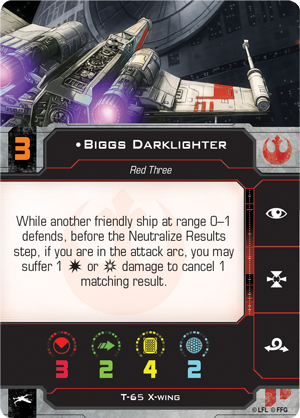 3
•Biggs Darklighter
Red Three
While another friendly ship at range 0–1
defends, before the Neutralize Results
step, if you are in the attack arc, you may
suffer 1 or damage to cancel 1
matching result.
3 2 4 2
T-65 X-wing
©LFL ©FFG